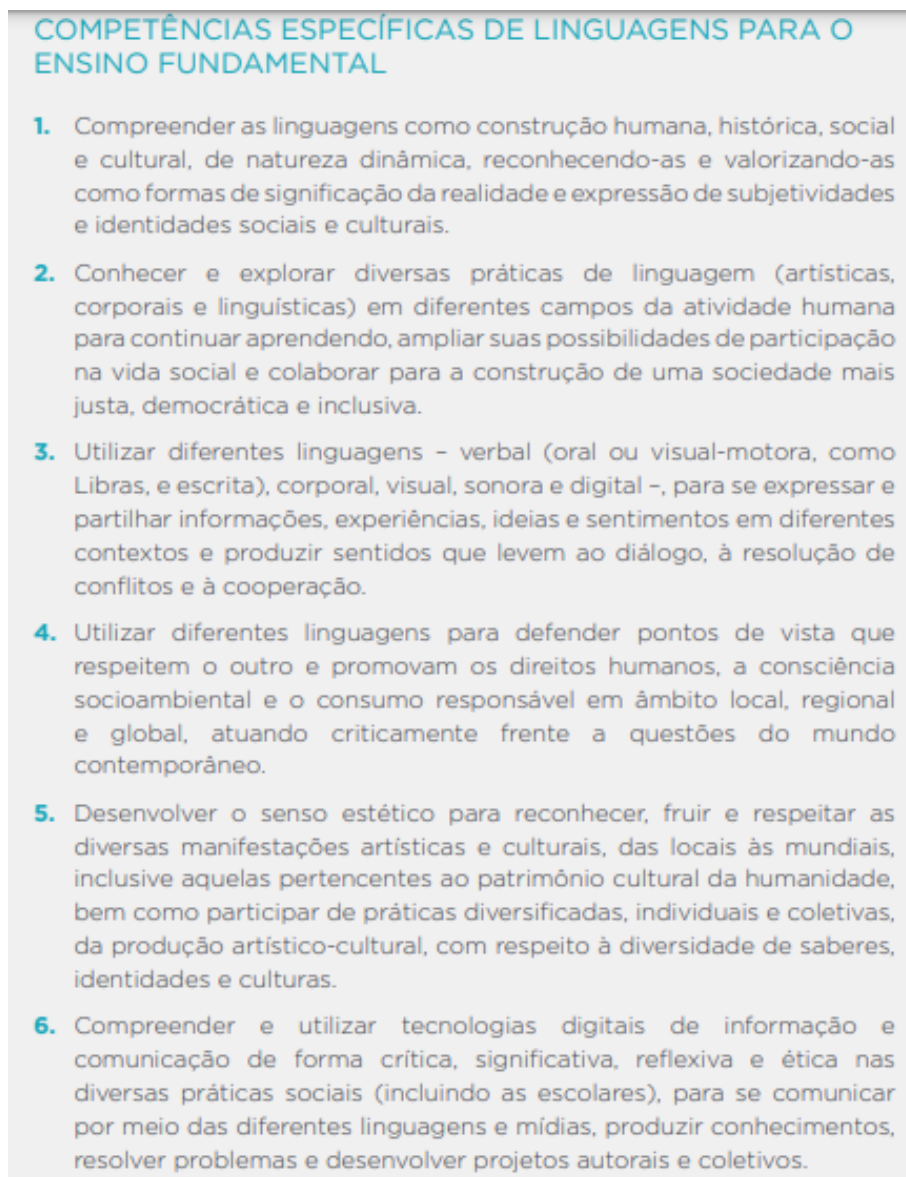 COMPETÊNCIAS ESPECÍFICAS DE LINGUAGENS PARA O
ENSINO FUNDAMENTAL
1. Compreender as linguagens como construção humana, histórica, social
e cultural, de natureza dinâmica, reconhecendo-as e valorizando-as
como formas de significação da realidade e expressão de subjetividades
e identidades sociais e culturais.
2. Conhecer e explorar diversas práticas de linguagem (artísticas,
corporais e linguísticas) em diferentes campos da atividade humana
para continuar aprendendo, ampliar suas possibilidades de participação
na vida social e colaborar para a construção de uma sociedade mais
justa, democrática e inclusiva.
3. Utilizar diferentes linguagens – verbal (oral ou visual-motora, como
Libras, e escrita), corporal, visual, sonora e digital –, para se expressar e
partilhar informações, experiências, ideias e sentimentos em diferentes
contextos e produzir sentidos que levem ao diálogo, à resolução de
conflitos e à cooperação.
4. Utilizar diferentes linguagens para defender pontos de vista que
respeitem o outro e promovam os direitos humanos, a consciência
socioambiental e o consumo responsável em âmbito local, regional
e global, atuando criticamente frente a questões do mundo
contemporâneo.
5. Desenvolver o senso estético para reconhecer, fruir e respeitar as
diversas manifestações artísticas e culturais, das locais às mundiais,
inclusive aquelas pertencentes ao patrimônio cultural da humanidade,
bem como participar de práticas diversificadas, individuais e coletivas,
da produção artístico-cultural, com respeito à diversidade de saberes,
identidades e culturas.
6. Compreender e utilizar tecnologias digitais de informação e
comunicação de forma crítica, significativa, reflexiva e ética nas
diversas práticas sociais (incluindo as escolares), para se comunicar
por meio das diferentes linguagens e mídias, produzir conhecimentos,
resolver problemas e desenvolver projetos autorais e coletivos.